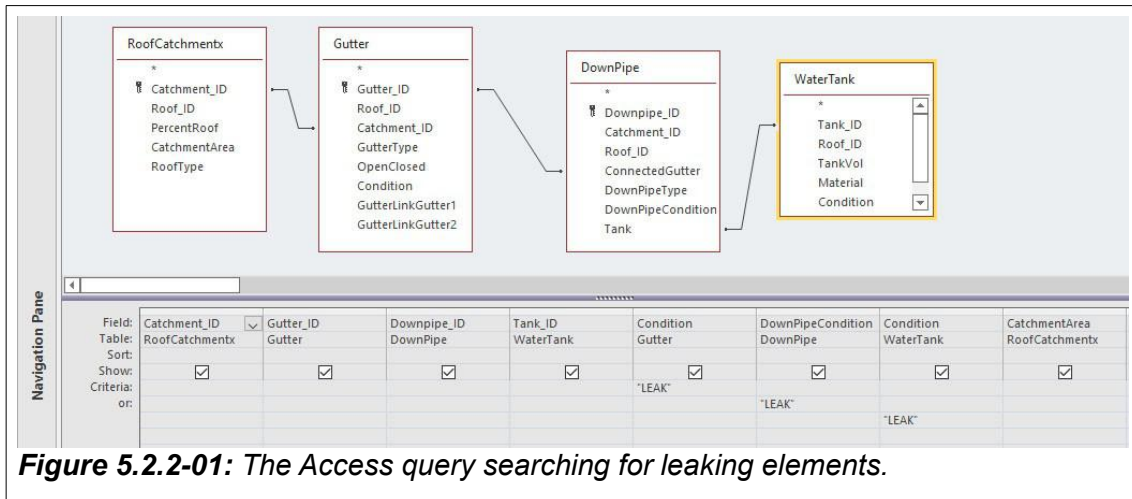 RoofCatchmentx
*
Catchment_ID
Roof_ID
PercentRoof
CatchmentArea
RoofType
Gutter
*
Gutter_ID
Roof_ID
Catchment_ID
GutterType
OpenClosed
Condition
GutterLinkGutter1
GutterLinkGutter2
DownPipe
*
Downpipe_ID
Catchment_ID
Roof_ID
ConnectedGutter
DownPipeType
DownPipeCondition
Tank
WaterTank
*
Tank_ID
Roof_ID
TankVol
Material
Condition
Navigation Pane
Field: Catchment_ID Gutter_ID Downpipe_ID Tank_ID Condition DownPipeCondition Condition CatchmentArea
Table: RoofCatchmentx Gutter DownPipe WaterTank Gutter DownPipe WaterTank RoofCatchmentx
Sort:
Show:
Criteria: "LEAK"
or: "LEAK"
"LEAK"
Figure 5.2.2-01: The Access query searching for leaking elements.